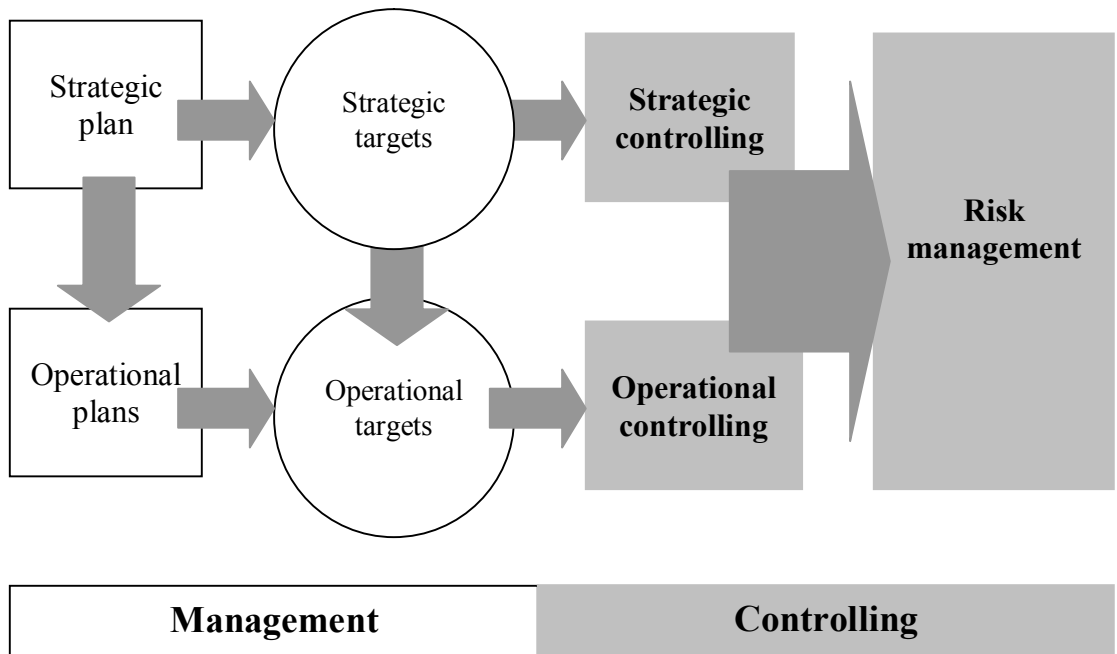 Strategic
plan
Strategic
targets
Strategic
controlling
Risk
management
Operational
plans
Operational
targets
Operational
controlling
Management
Controlling